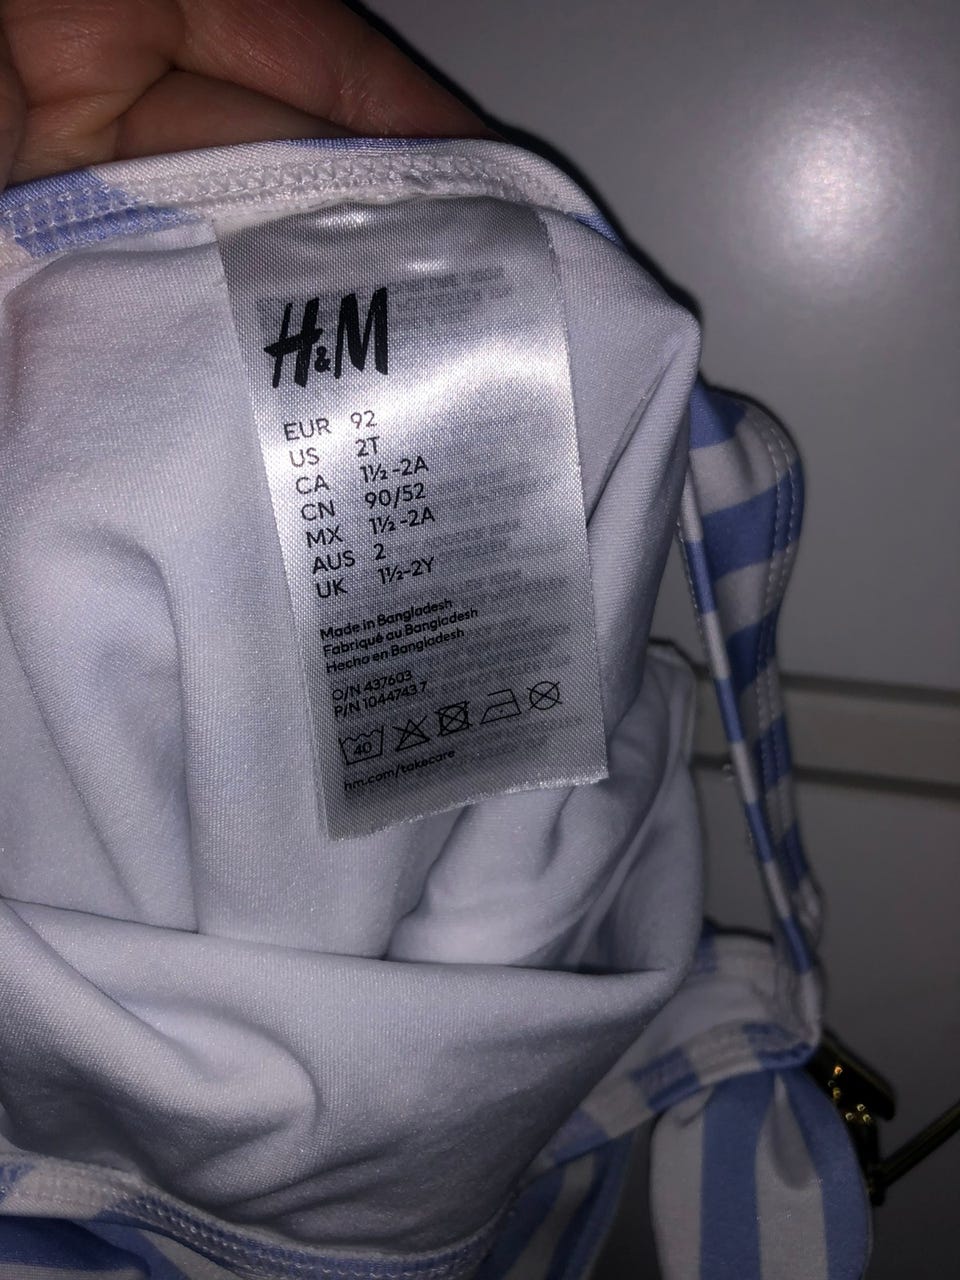 H&M
EUR 92
US 2T
CA 1½-2A
CN 90/52
MX 1½-2A
AUS 2
UK 1½-2Y
Made in Bangladesh
Fabriqué au Bangladesh
Hecho en Bangladesh
O/N 437603
P/N 1044743 7
40
hm.com/takecare